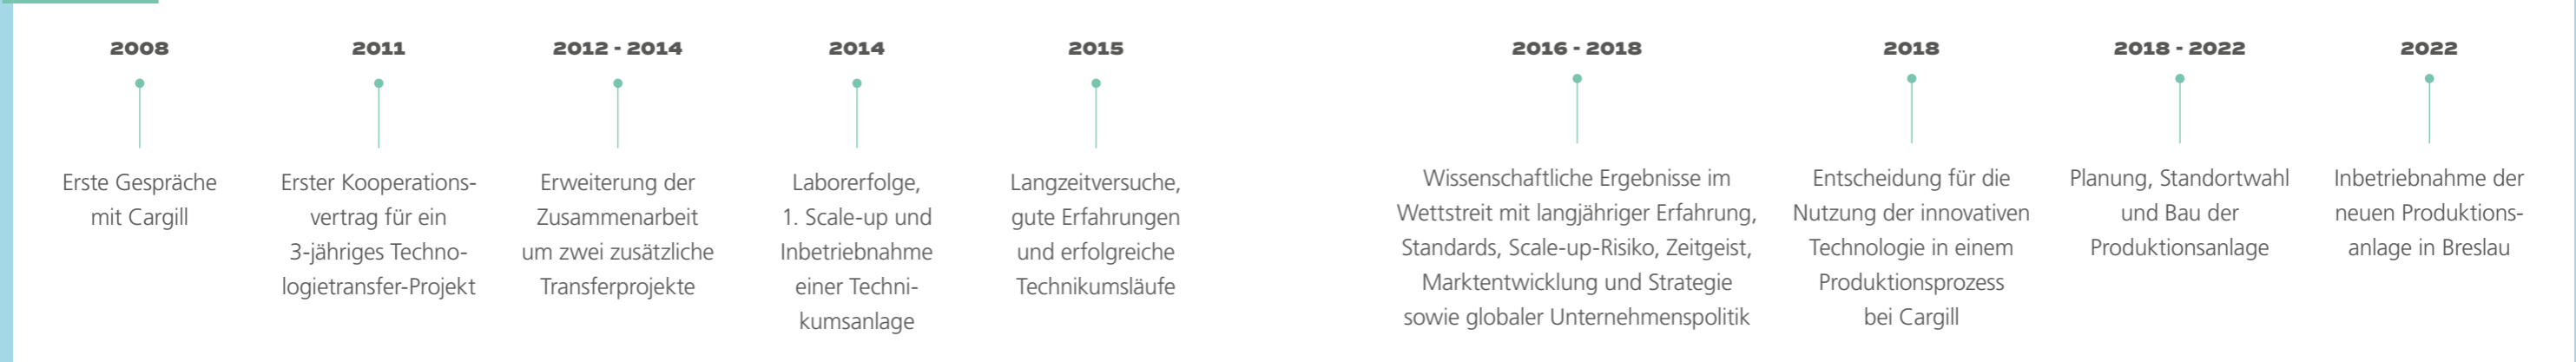 2008
Erste Gespräche
mit Cargill
2011
Erster Kooperations-
vertrag für ein
3-jähriges Techno-
logietransfer-Projekt
2012 - 2014
Erweiterung der
Zusammenarbeit
um zwei zusätzliche
Transferprojekte
2014
Laborerfolge,
1. Scale-up und
Inbetriebnahme
einer Techni-
kumsanlage
2015
Langzeitversuche,
gute Erfahrungen
und erfolgreiche
Technikumsläufe
2016 - 2018
Wissenschaftliche Ergebnisse im
Wettstreit mit langjähriger Erfahrung,
Standards, Scale-up-Risiko, Zeitgeist,
Marktentwicklung und Strategie
sowie globaler Unternehmenspolitik
2018
Entscheidung für die
Nutzung der innovativen
Technologie in einem
Produktionsprozess
bei Cargill
2018 - 2022
Planung, Standortwahl
und Bau der
Produktionsanlage
2022
Inbetriebnahme der
neuen Produktions-
anlage in Breslau